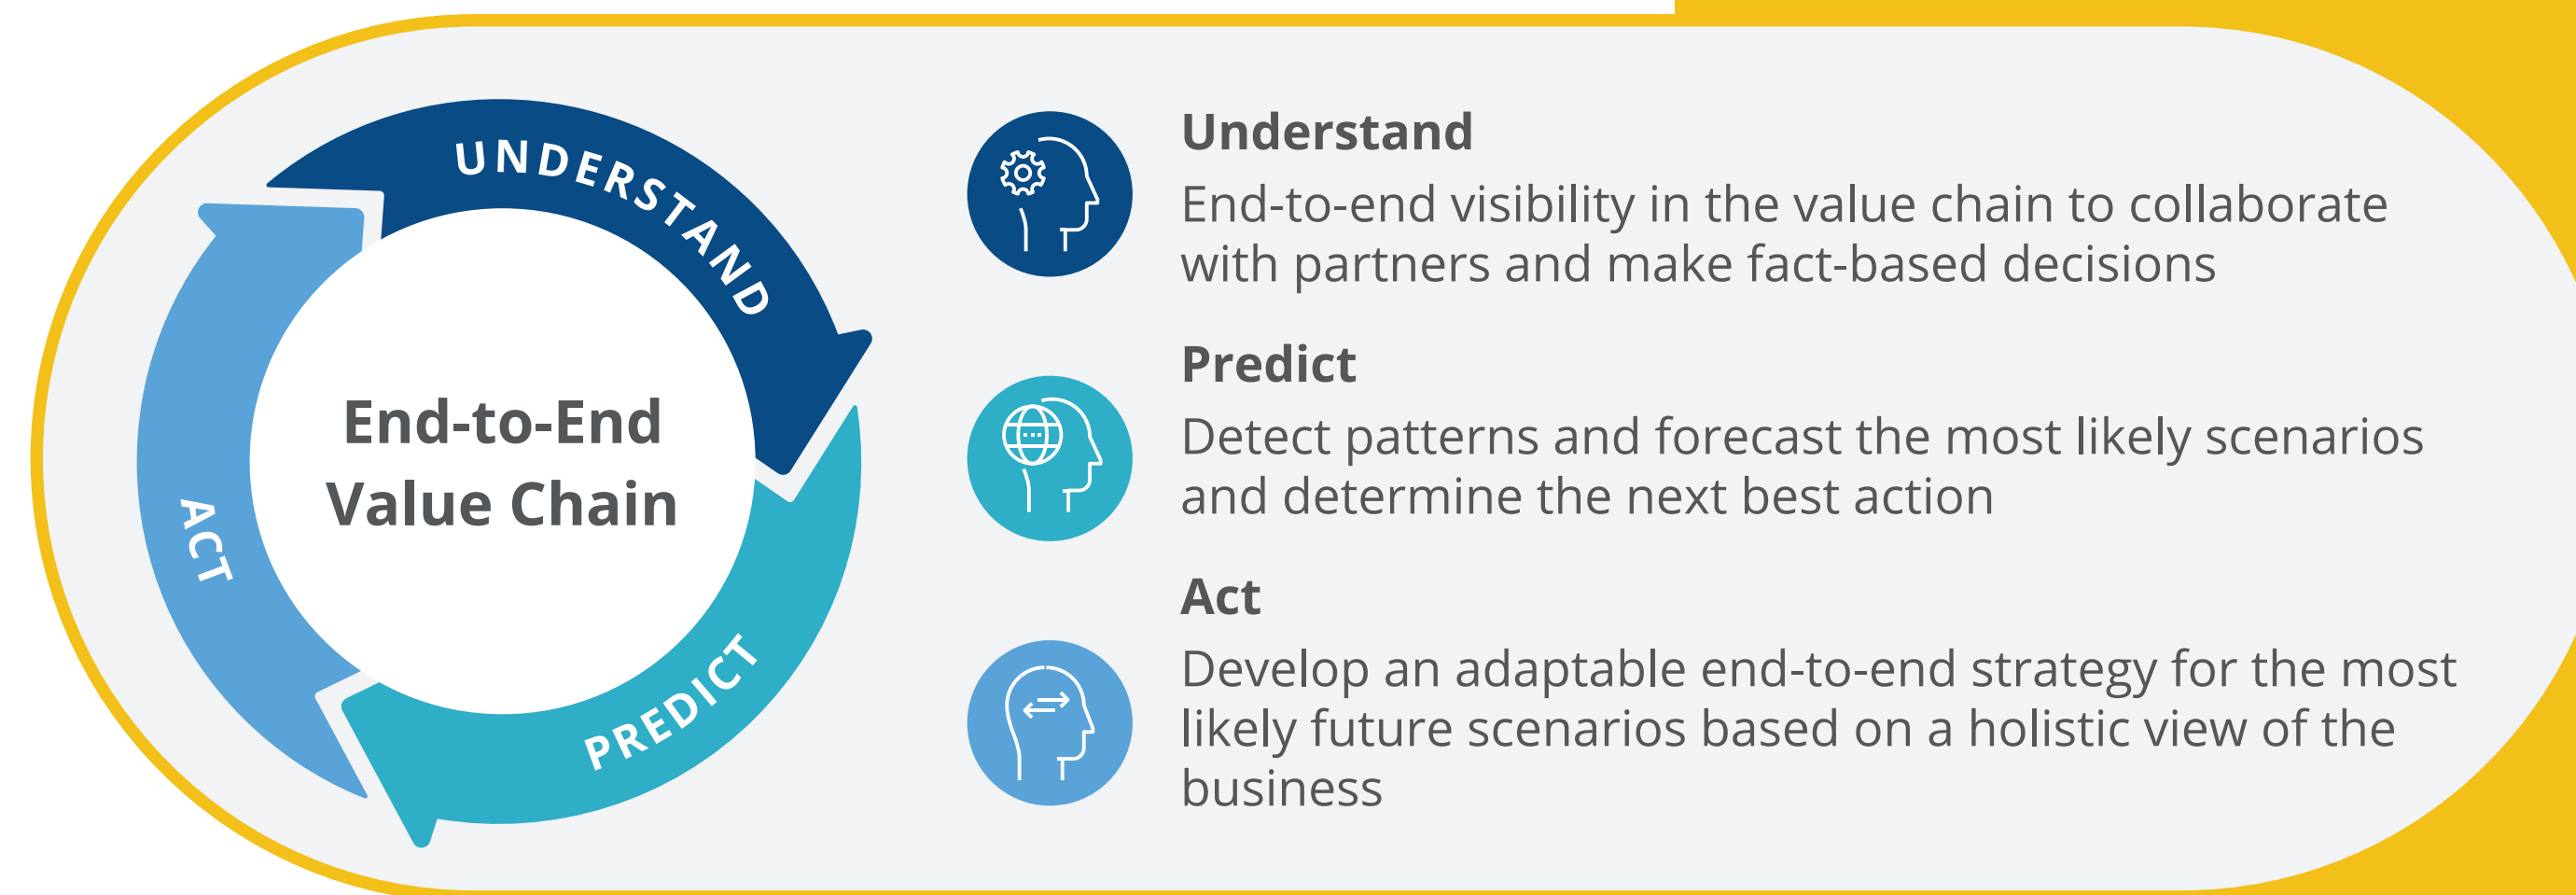 UNDERSTAND
PREDICT
ACT
End-to-End
Value Chain
Understand
End-to-end visibility in the value chain to collaborate
with partners and make fact-based decisions
Predict
Detect patterns and forecast the most likely scenarios
and determine the next best action
Act
Develop an adaptable end-to-end strategy for the most
likely future scenarios based on a holistic view of the
business